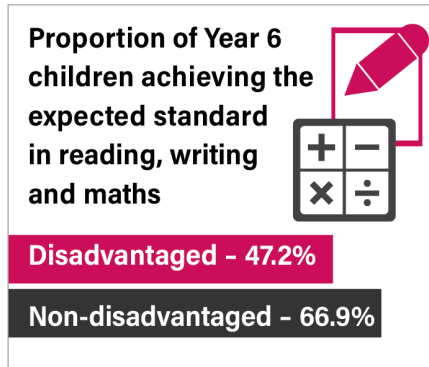 Proportion of Year 6
children achieving the
expected standard
in reading, writing
and maths
+ −
× ÷
Disadvantaged – 47.2%
Non-disadvantaged – 66.9%